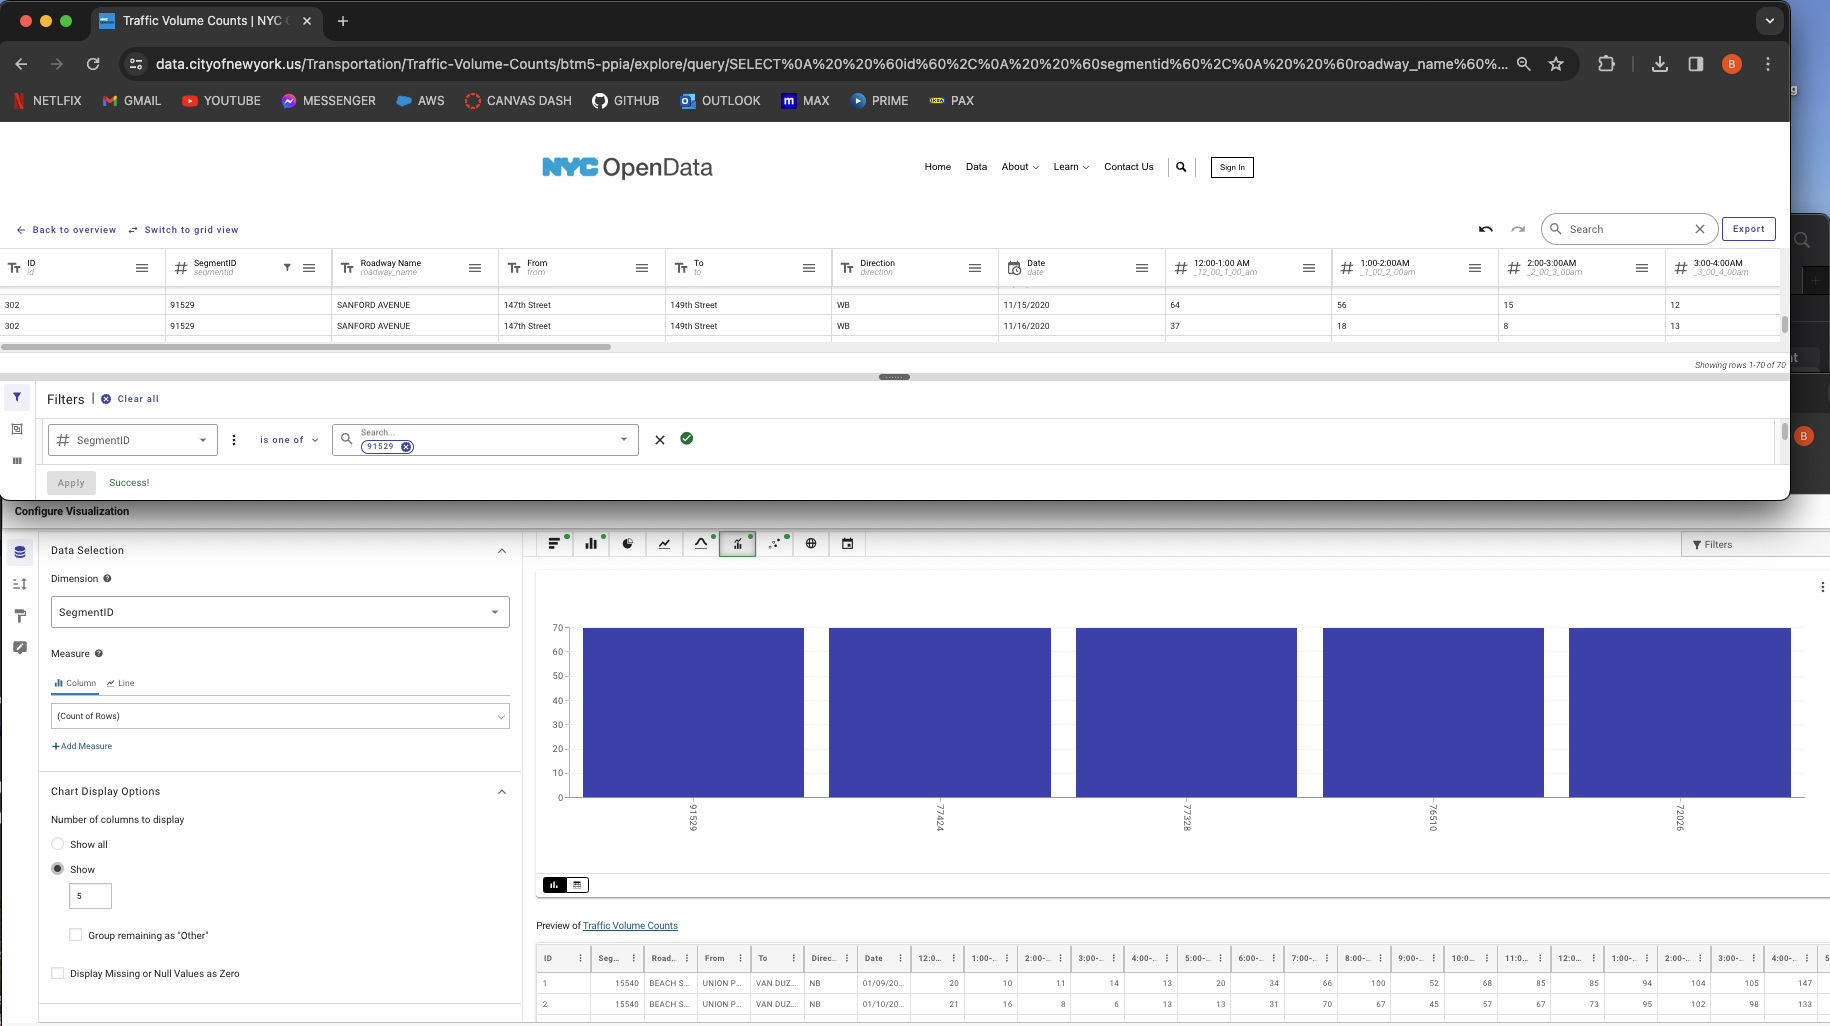 Traffic Volume Counts | NYC
data.cityofnewyork.us/Transportation/Traffic-Volume-Counts/btm5-ppia/explore/query/SELECT%0A%20%20%60id%60%2C%0A%20%20%60segmentid%60%2C%0A%20%20%60roadway_name%60%...
B
NETLFIX GMAIL YOUTUBE MESSENGER AWS CANVAS DASH GITHUB OUTLOOK MAX PRIME PAX
NYC OpenData
Home Data About Learn Contact Us Sign In
Back to overview Switch to grid view Search Export
ID SegmentID Roadway Name From To Direction Date 12:00-1:00 AM 1:00-2:00AM 2:00-3:00AM 3:00-4:00AM
id segmentid roadway_name from to direction date _12_00_1_00_am _1_00_2_00am _2_00_3_00am _3_00_4_00am
302 91529 SANFORD AVENUE 147th Street 149th Street WB 11/15/2020 64 56 15 12
302 91529 SANFORD AVENUE 147th Street 149th Street WB 11/16/2020 37 18 8 13
Showing rows 1-70 of 70
Filters | Clear all
SegmentID is one of Search...
91529
B
Apply Success!
Configure Visualization
Data Selection
Filters
Dimension
SegmentID
Measure
Column Line
(Count of Rows)
+Add Measure
Chart Display Options
Number of columns to display
Show all
Show
5
Group remaining as "Other"
Display Missing or Null Values as Zero
70
60
50
40
30
20
10
0
91529 77424 77328 76510 72026
Preview of Traffic Volume Counts
ID Seg... Road... From To Direc... Date 12:0... 1:00-... 2:00-... 3:00-... 4:00-... 5:00-... 6:00-... 7:00-... 8:00-... 9:00-... 10:0... 11:0... 12:0... 1:00-... 2:00-... 3:00-... 4:00-... 5
1 15540 BEACH S... UNION P... VAN DUZ... NB 01/09/20... 20 10 11 14 13 20 34 66 100 52 68 85 85 94 104 105 147
2 15540 BEACH S... UNION P... VAN DUZ... NB 01/10/20... 21 16 8 6 13 13 31 70 67 45 57 67 73 95 102 98 133